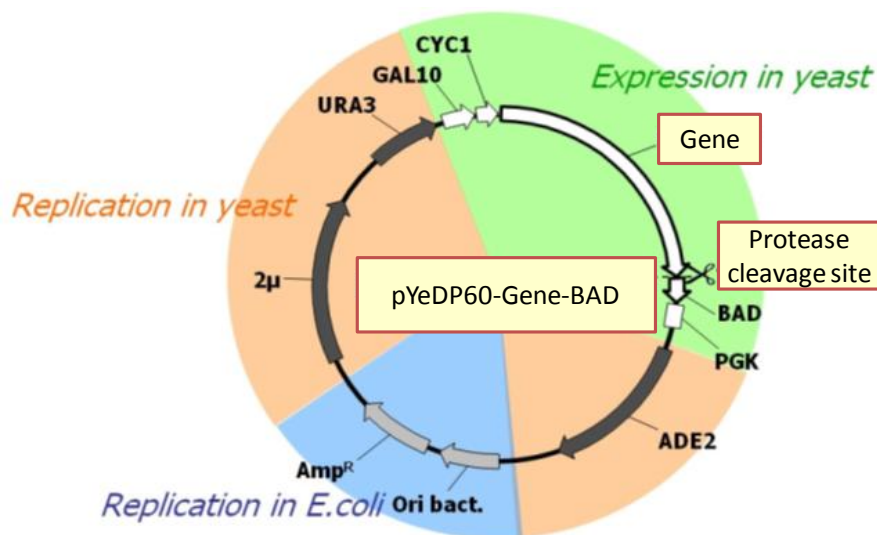 CYC1
GAL10
URA3
Expression in yeast
Gene
Replication in yeast
Protease
cleavage site
2µ
pYeDP60-Gene-BAD
BAD
PGK
ADE2
Ampᴿ
Ori bact.
Replication in E.coli